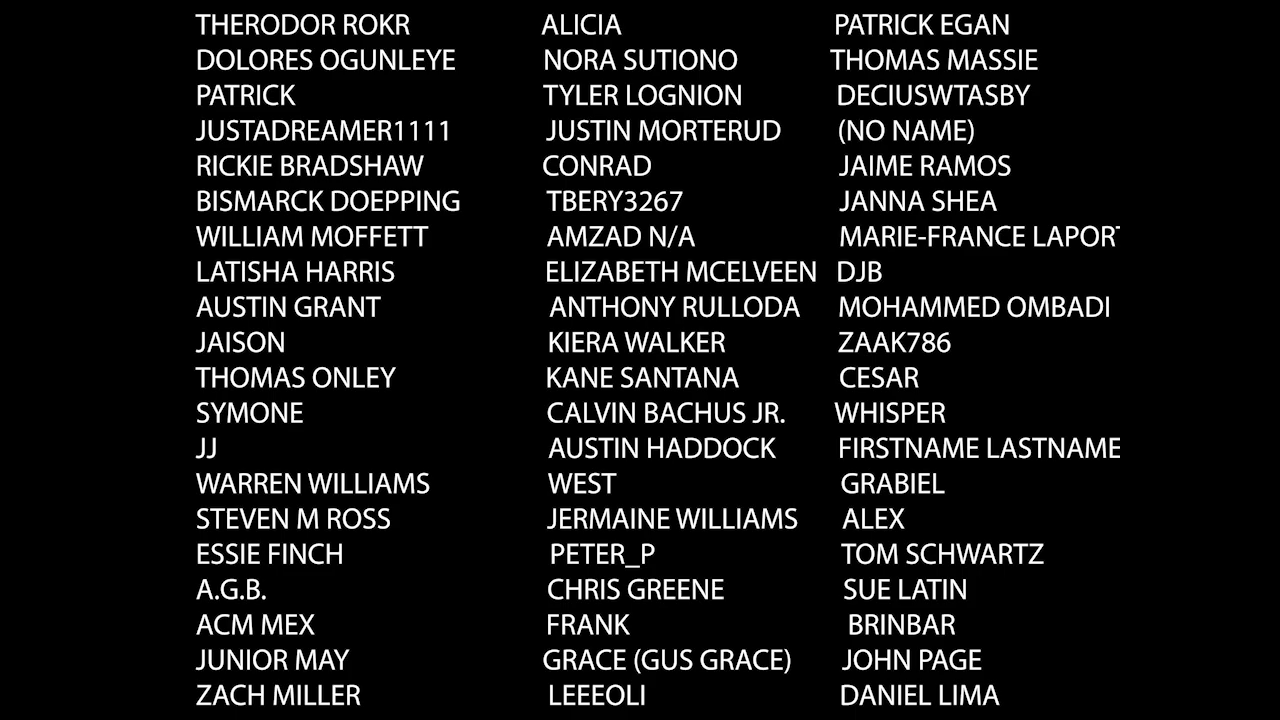 THERODOR ROKR ALICIA PATRICK EGAN
DOLORES OGUNLEYE NORA SUTIONO THOMAS MASSIE
PATRICK TYLER LOGNION DECIUSWTASBY
JUSTADREAMER1111 JUSTIN MORTERUD (NO NAME)
RICKIE BRADSHAW CONRAD JAIME RAMOS
BISMARCK DOEPPING TBERY3267 JANNA SHEA
WILLIAM MOFFETT AMZAD N/A MARIE-FRANCE
LATISHA HARRIS ELIZABETH MCELVEEN DJB
AUSTIN GRANT ANTHONY RULLODA MOHAMMED OMBADI
JAISON KIERA WALKER ZAAK786
THOMAS ONLEY KANE SANTANA CESAR
SYMONE CALVIN BACHUS JR. WHISPER
JJ AUSTIN HADDOCK FIRSTNAME LASTNAME
WARREN WILLIAMS WEST GRABIEL
STEVEN M ROSS JERMAINE WILLIAMS ALEX
ESSIE FINCH PETER_P TOM SCHWARTZ
A.G.B. CHRIS GREENE SUE LATIN
ACM MEX FRANK BRINBAR
JUNIOR MAY GRACE (GUS GRACE) JOHN PAGE
ZACH MILLER LEEEOLI DANIEL LIMA